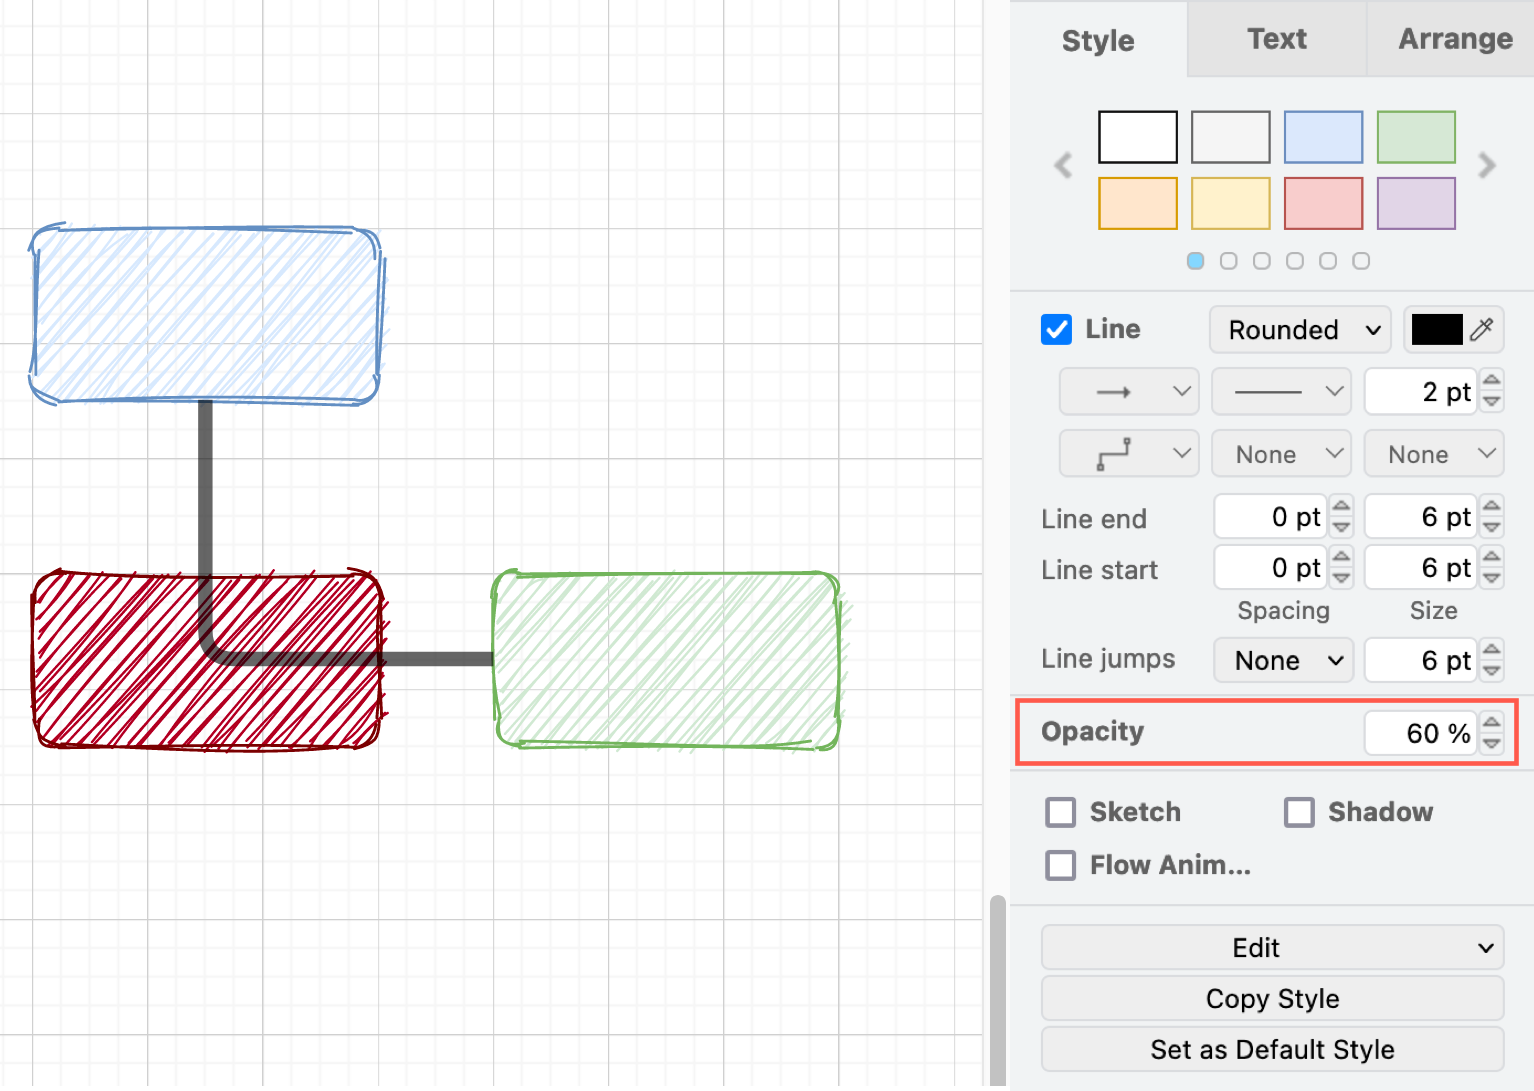 Style Text Arrange
Line Rounded
2 pt
None None
Line end 0 pt 6 pt
Line start 0 pt 6 pt
Spacing Size
Line jumps None 6 pt
Opacity 60 %
Sketch Shadow
Flow Anim...
Edit
Copy Style
Set as Default Style